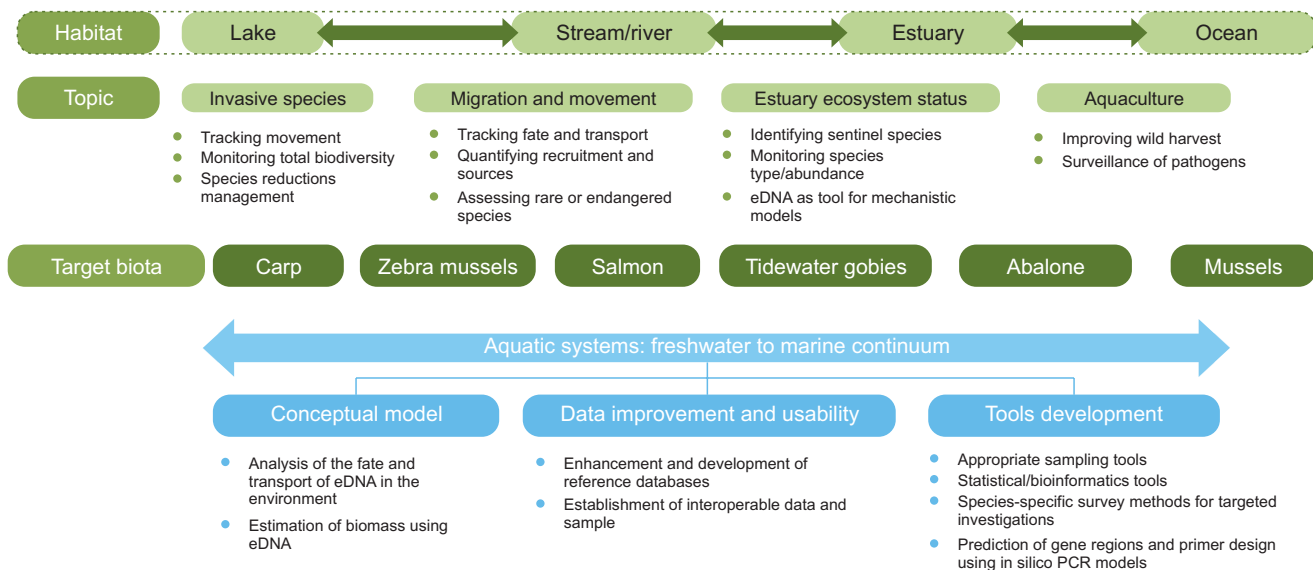 Habitat
Lake
Stream/river
Estuary
Ocean
Topic
Invasive species
Tracking movement
Monitoring total biodiversity
Species reductions
management
Migration and movement
Tracking fate and transport
Quantifying recruitment and
sources
Assessing rare or endangered
species
Estuary ecosystem status
Identifying sentinel species
Monitoring species
type/abundance
eDNA as tool for mechanistic
models
Aquaculture
Improving wild harvest
Surveillance of pathogens
Target biota
Carp
Zebra mussels
Salmon
Tidewater gobies
Abalone
Mussels
Aquatic systems: freshwater to marine continuum
Conceptual model
Analysis of the fate and
transport of eDNA in the
environment
Estimation of biomass using
eDNA
Data improvement and usability
Enhancement and development of
reference databases
Establishment of interoperable data and
sample
Tools development
Appropriate sampling tools
Statistical/bioinformatics tools
Species-specific survey methods for targeted
investigations
Prediction of gene regions and primer design
using in silico PCR models